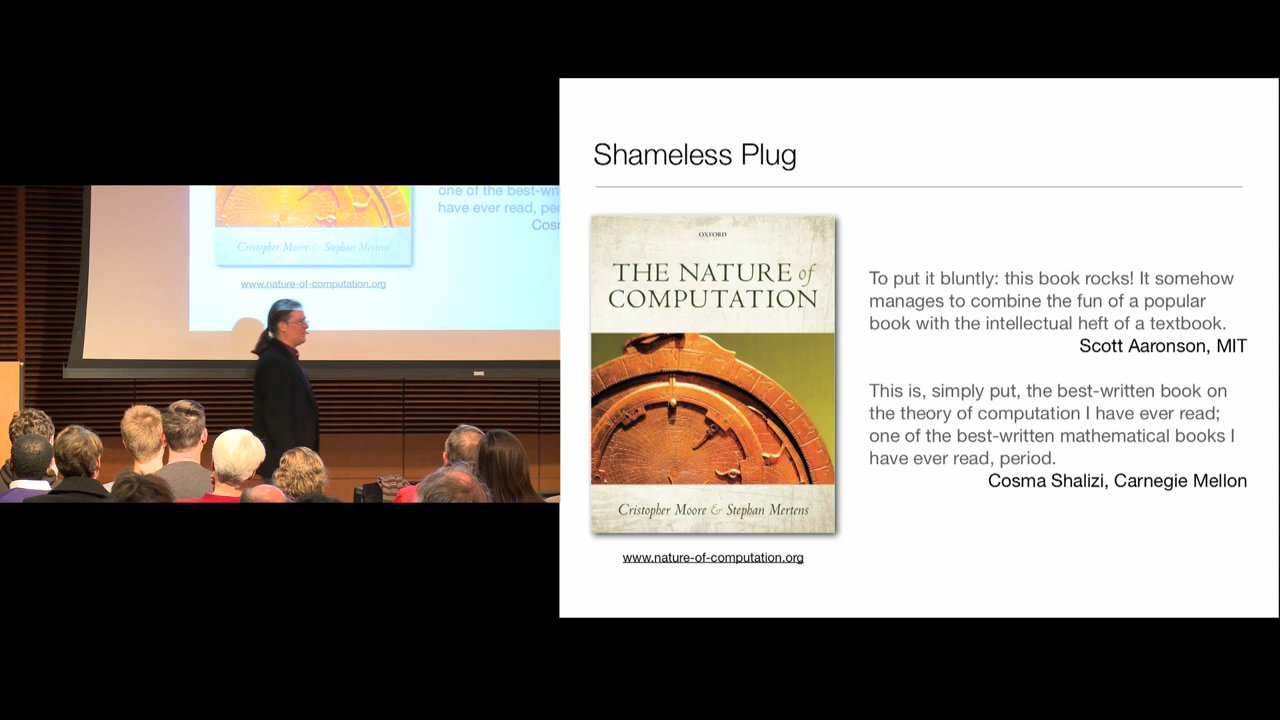 one of the best-wri
have ever read, per
Cos
Cristopher Moore & Stephan Mertens
www.nature-of-computation.org
Shameless Plug
OXFORD
THE NATURE of
COMPUTATION
Cristopher Moore & Stephan Mertens
www.nature-of-computation.org
To put it bluntly: this book rocks! It somehow
manages to combine the fun of a popular
book with the intellectual heft of a textbook.
Scott Aaronson, MIT
This is, simply put, the best-written book on
the theory of computation I have ever read;
one of the best-written mathematical books I
have ever read, period.
Cosma Shalizi, Carnegie Mellon